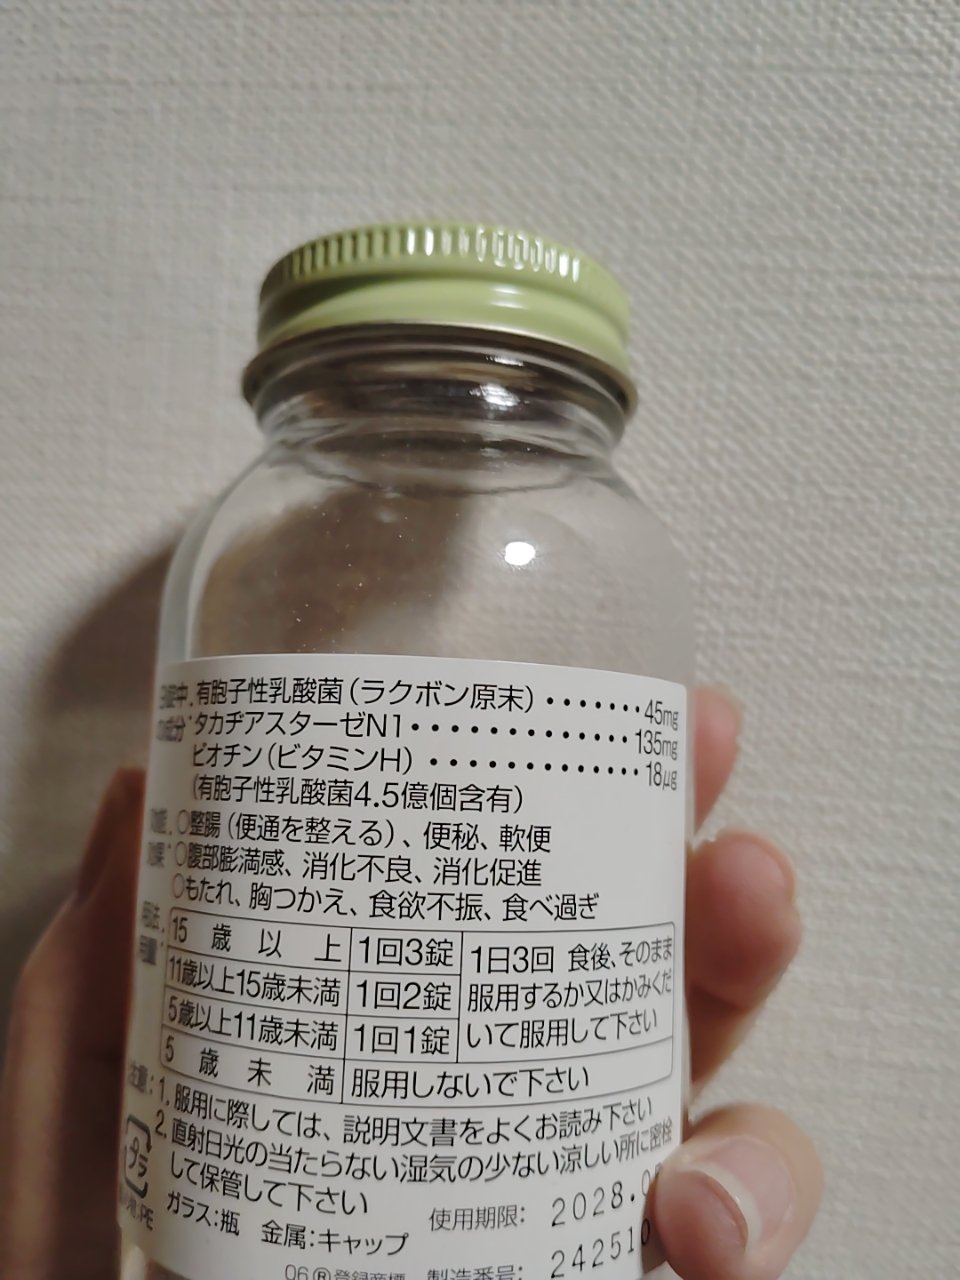 有胞子性乳酸菌(ラクボン原末)・・・・・・・45mg
タカヂアスターゼN1・・・・・・・・・・・・・135mg
ビオチン(ビタミンH)・・・・・・・・・・・・・18μg
(有胞子性乳酸菌4.5億個含有)
○整腸(便通を整える)、便秘、軟便
○腹部膨満感、消化不良、消化促進
○もたれ、胸つかえ、食欲不振、食べ過ぎ
用法・用量
15歳以上 1回3錠 1日3回 食後、そのまま
11歳以上15歳未満 1回2錠 服用するか又はかみくだ
5歳以上11歳未満 1回1錠 いて服用して下さい
5歳未満 服用しないで下さい
注意:1. 服用に際しては、説明文書をよくお読み下さい
2. 直射日光の当たらない湿気の少ない涼しい所に密栓
して保管して下さい
プラ
ガラス:瓶 金属:キャップ
使用期限: 2028.0
06®登録商標 製造番号: 242510